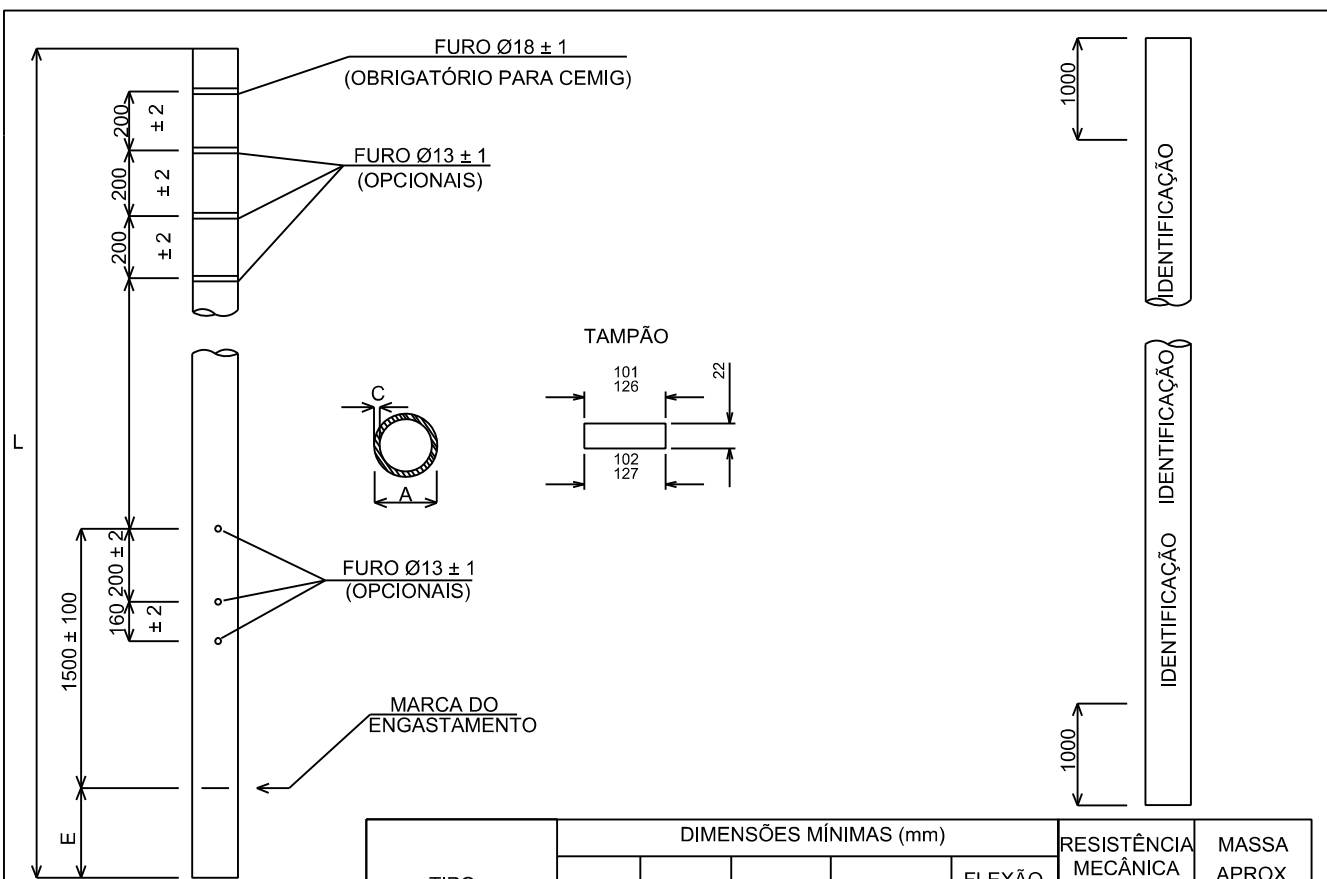 FURO Ø18 ± 1
(OBRIGATÓRIO PARA CEMIG)
200
± 2
FURO Ø13 ± 1
(OPCIONAIS)
200
± 2
200
± 2
L
C
A
TAMPÃO
101
126
22
102
127
FURO Ø13 ± 1
(OPCIONAIS)
200 ± 2
160
± 2
1500 ± 100
MARCA DO
ENGASTAMENTO
E
1000
IDENTIFICAÇÃO
IDENTIFICAÇÃO
IDENTIFICAÇÃO
1000
DIMENSÕES MÍNIMAS (mm)
RESISTÊNCIA
MECÂNICA
MASSA
APROX
TIPO
FLEXÃO